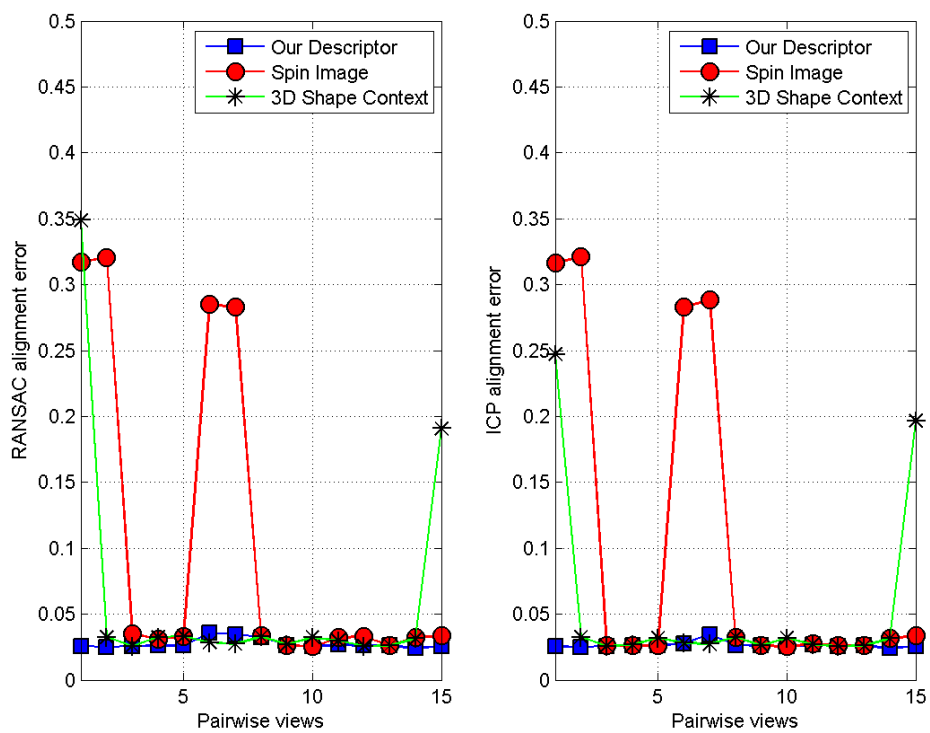 0.5
0.45
0.4
0.35
0.3
0.25
0.2
0.15
0.1
0.05
0
5
10
15
RANSAC alignment error
Pairwise views
Our Descriptor
Spin Image
3D Shape Context
0.5
0.45
0.4
0.35
0.3
0.25
0.2
0.15
0.1
0.05
0
5
10
15
ICP alignment error
Pairwise views
Our Descriptor
Spin Image
3D Shape Context